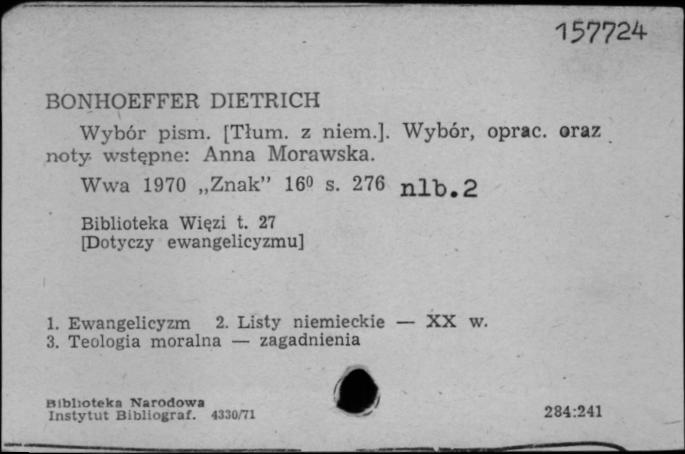 157724
BONHOEFFER DIETRICH
Wybór pism. [Tłum. z niem.]. Wybór, oprac. oraz
noty wstępne: Anna Morawska.
Wwa 1970 „Znak” 16⁰ s. 276 nlb.2
Biblioteka Więzi t. 27
[Dotyczy ewangelicyzmu]
1. Ewangelicyzm 2. Listy niemieckie — XX w.
3. Teologia moralna — zagadnienia
Biblioteka Narodowa
Instytut Bibliograf. 4330/71
284:241